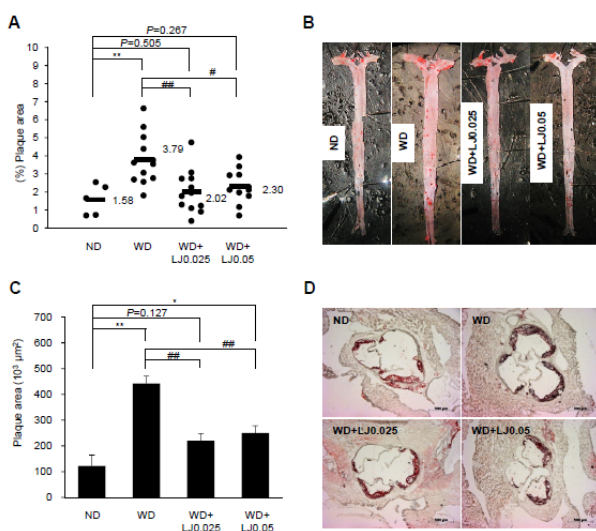 A
P=0.267
P=0.505
**
#
##
10
9
8
7
6
5
4
3
2
1
0
(%) Plaque area
1.58
3.79
2.02
2.30
ND
WD
WD+
LJ0.025
WD+
LJ0.05
B
ND
WD
WD+LJ0.025
WD+LJ0.05
C
*
P=0.127
**
##
##
700
600
500
400
300
200
100
0
Plaque area (10³ μm²)
ND
WD
WD+
LJ0.025
WD+
LJ0.05
D
ND
WD
WD+LJ0.025
WD+LJ0.05